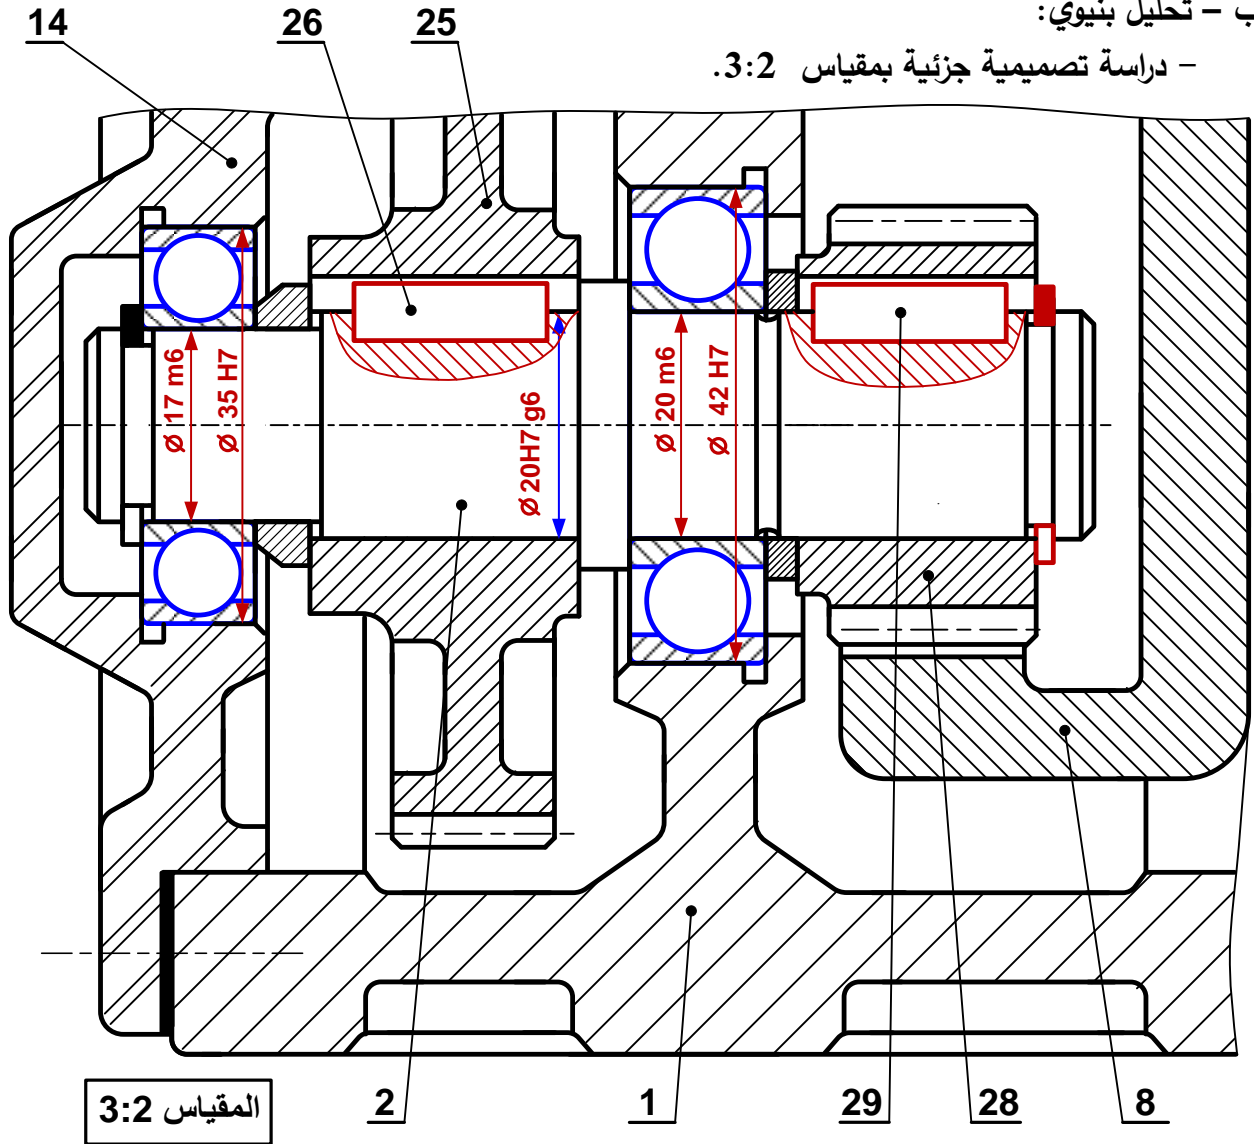 ب – تحليل بنيوي:
– دراسة تصميمية جزئية بمقياس 3:2.
14
26
25
Ø 17 m6
Ø 35 H7
Ø 20H7 g6
Ø 20 m6
Ø 42 H7
المقياس 3:2
2
1
29
28
8